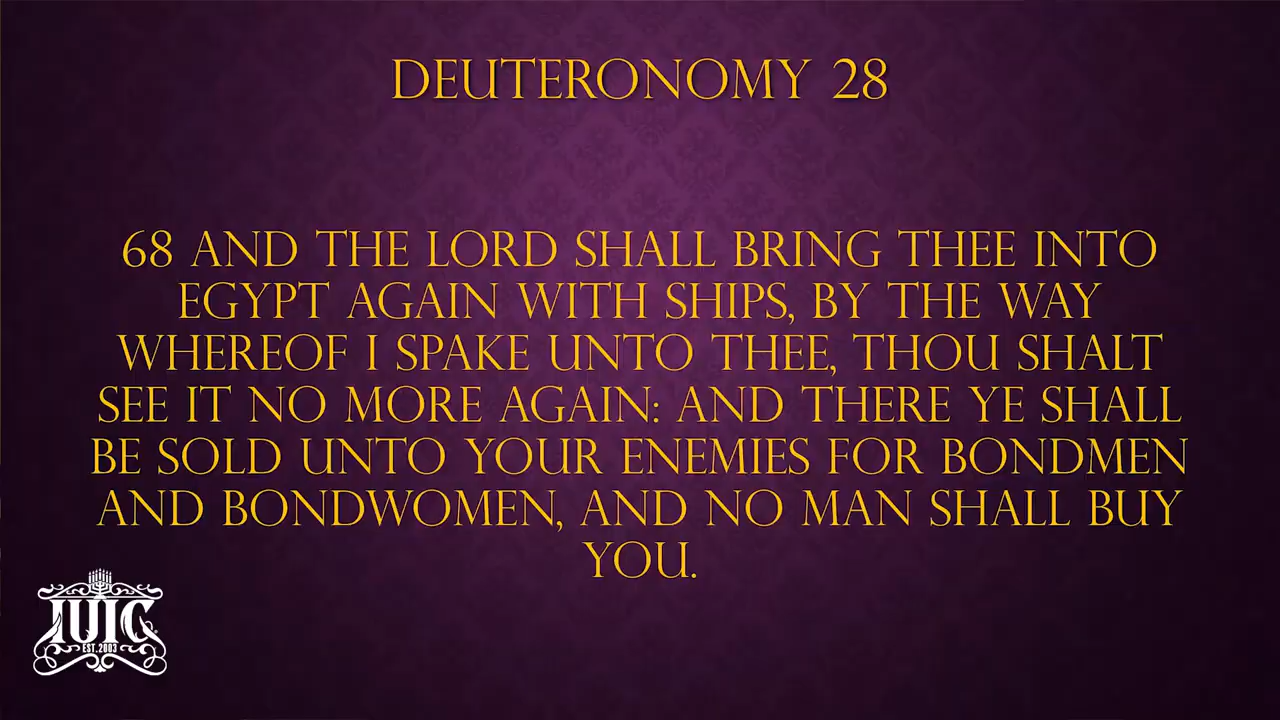 DEUTERONOMY 28
68 AND THE LORD SHALL BRING THEE INTO
EGYPT AGAIN WITH SHIPS, BY THE WAY
WHEREOF I SPAKE UNTO THEE, THOU SHALT
SEE IT NO MORE AGAIN: AND THERE YE SHALL
BE SOLD UNTO YOUR ENEMIES FOR BONDMEN
AND BONDWOMEN, AND NO MAN SHALL BUY
YOU.
IUIC
EST. 2003